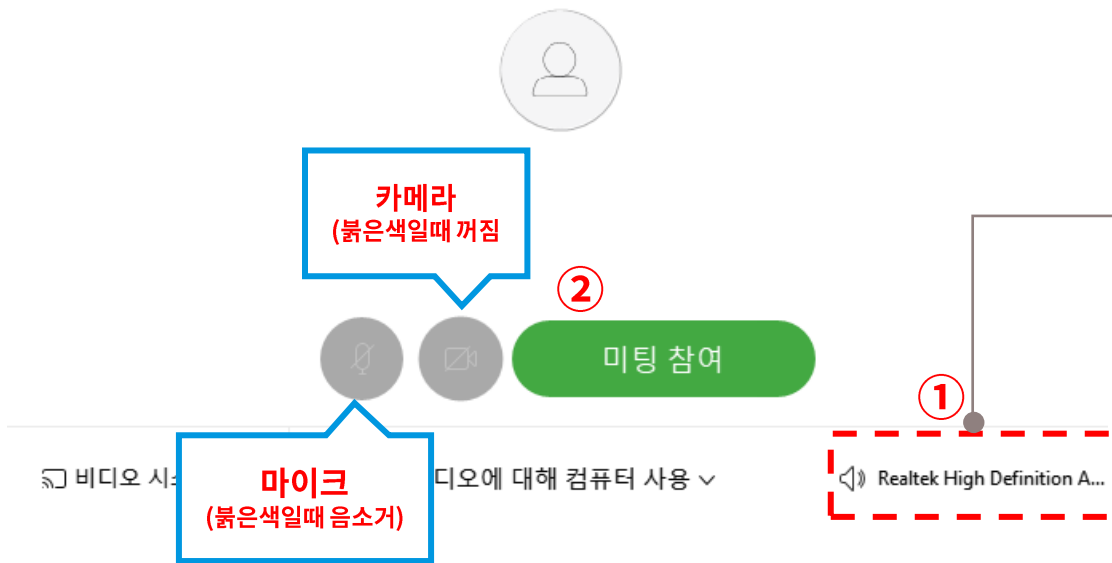 카메라
(붉은색일때 꺼짐
②
미팅 참여
①
비디오 시
마이크
(붉은색일때 음소거)
디오에 대해 컴퓨터 사용
Realtek High Definition A...